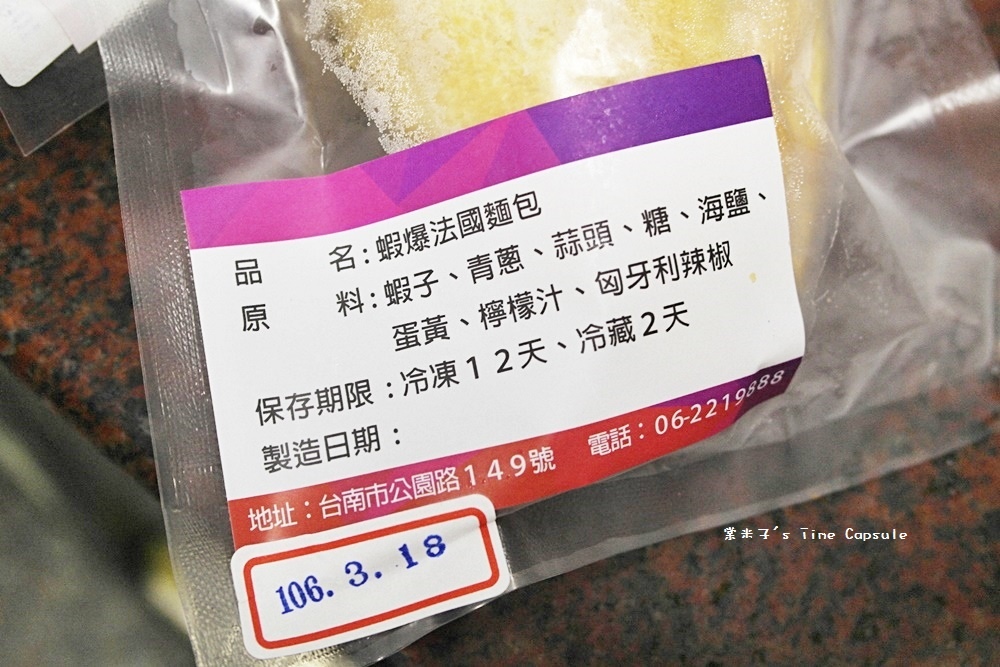 品名：蝦爆法國麵包
原料：蝦子、青蔥、蒜頭、糖、海鹽、
蛋黃、檸檬汁、匈牙利辣椒
保存期限：冷凍１２天、冷藏２天
製造日期：
地址：台南市公園路１４９號 電話：06-2219888
106. 3. 18
棠米子's Time Capsule